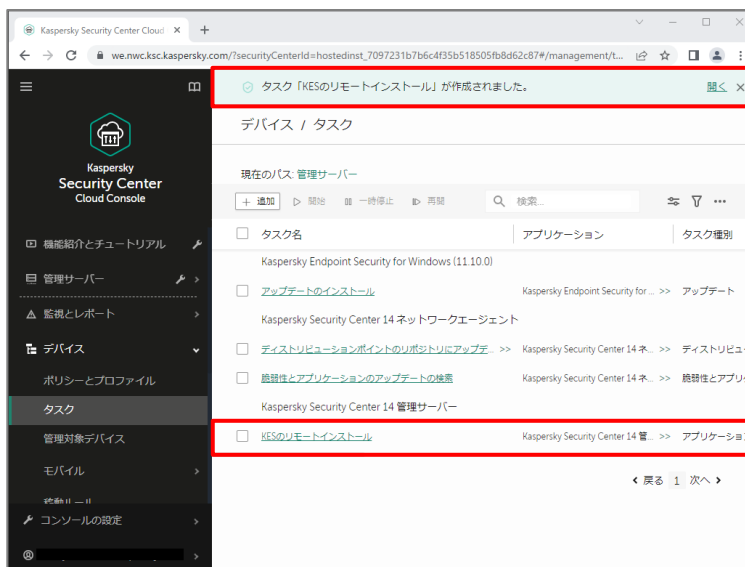 Kaspersky Security Center Cloud
we.nwc.ksc.kaspersky.com/?securityCenterId=hostedinst_7097231b7b6c4f35b518505fb8d62c87#/management/t...
タスク「KESのリモートインストール」が作成されました。 開く
Kaspersky
Security Center
Cloud Console
機能紹介とチュートリアル
管理サーバー
監視とレポート
デバイス
ポリシーとプロファイル
タスク
管理対象デバイス
モバイル
移動ルール
コンソールの設定
デバイス / タスク
現在のパス: 管理サーバー
追加 開始 一時停止 再開 検索...
タスク名 アプリケーション タスク種別
Kaspersky Endpoint Security for Windows (11.10.0)
アップデートのインストール Kaspersky Endpoint Security for ... >> アップデート
Kaspersky Security Center 14 ネットワークエージェント
ディストリビューションポイントのリポジトリにアップデ... >> Kaspersky Security Center 14 ネ... >> ディストリビュー
脆弱性とアプリケーションのアップデートの検索 Kaspersky Security Center 14 ネ... >> 脆弱性とアプリ
Kaspersky Security Center 14 管理サーバー
KESのリモートインストール Kaspersky Security Center 14 管... >> アプリケーショ
戻る 1 次へ